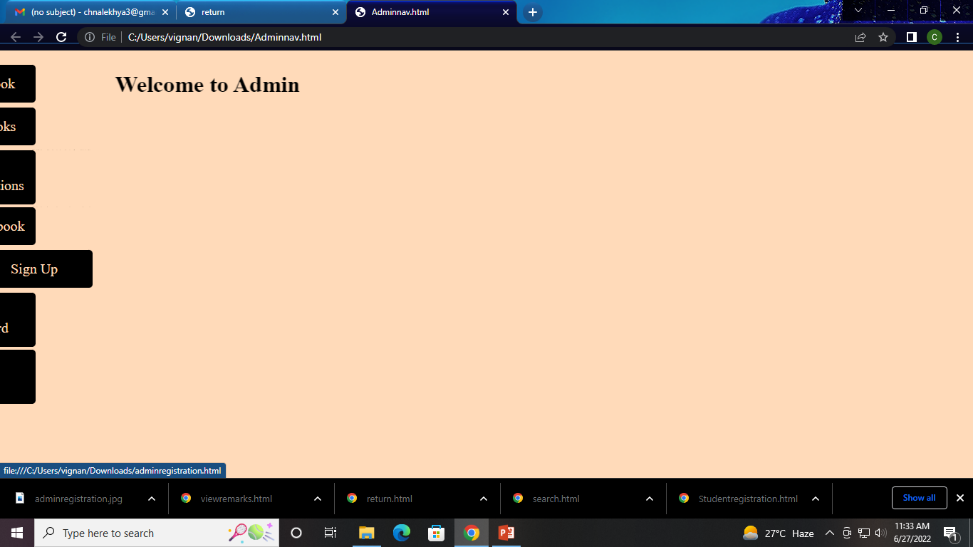 (no subject) - chnalekhya3@gma
return
Adminnav.html
File
C:/Users/vignan/Downloads/Adminnav.html
C
Welcome to Admin
ook
oks
tions
book
Sign Up
rd
file:///C:/Users/vignan/Downloads/adminregistration.html
adminregistration.jpg
viewremarks.html
return.html
search.html
Studentregistration.html
Show all
Type here to search
27°C Haze
11:33 AM
6/27/2022
1